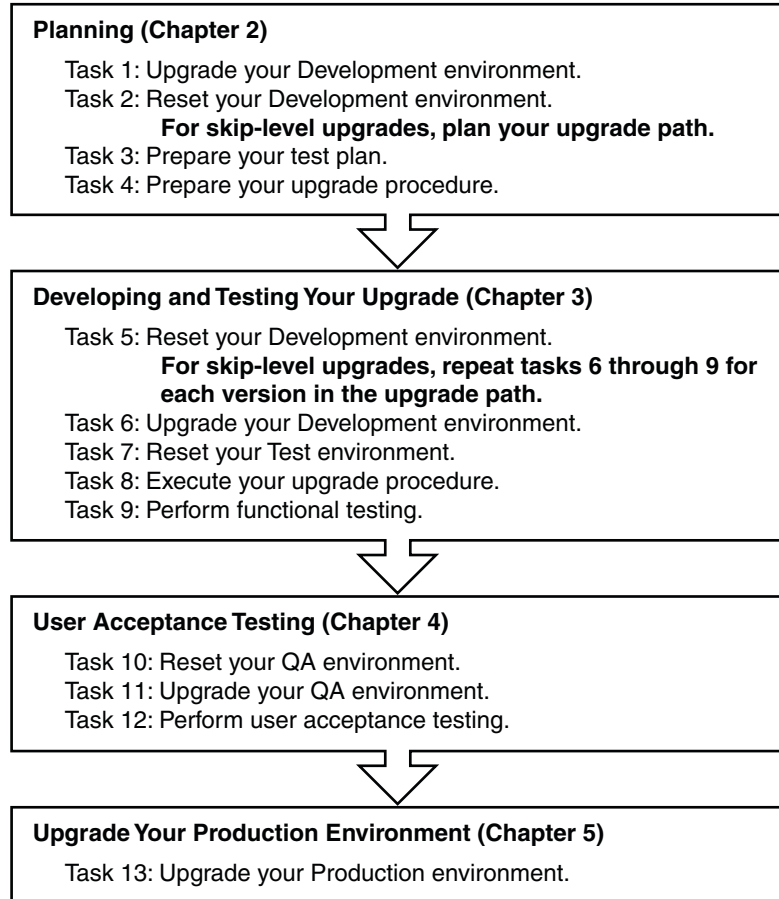 Planning (Chapter 2)
Task 1: Upgrade your Development environment.
Task 2: Reset your Development environment.
For skip-level upgrades, plan your upgrade path.
Task 3: Prepare your test plan.
Task 4: Prepare your upgrade procedure.
Developing and Testing Your Upgrade (Chapter 3)
Task 5: Reset your Development environment.
For skip-level upgrades, repeat tasks 6 through 9 for
each version in the upgrade path.
Task 6: Upgrade your Development environment.
Task 7: Reset your Test environment.
Task 8: Execute your upgrade procedure.
Task 9: Perform functional testing.
User Acceptance Testing (Chapter 4)
Task 10: Reset your QA environment.
Task 11: Upgrade your QA environment.
Task 12: Perform user acceptance testing.
Upgrade Your Production Environment (Chapter 5)
Task 13: Upgrade your Production environment.